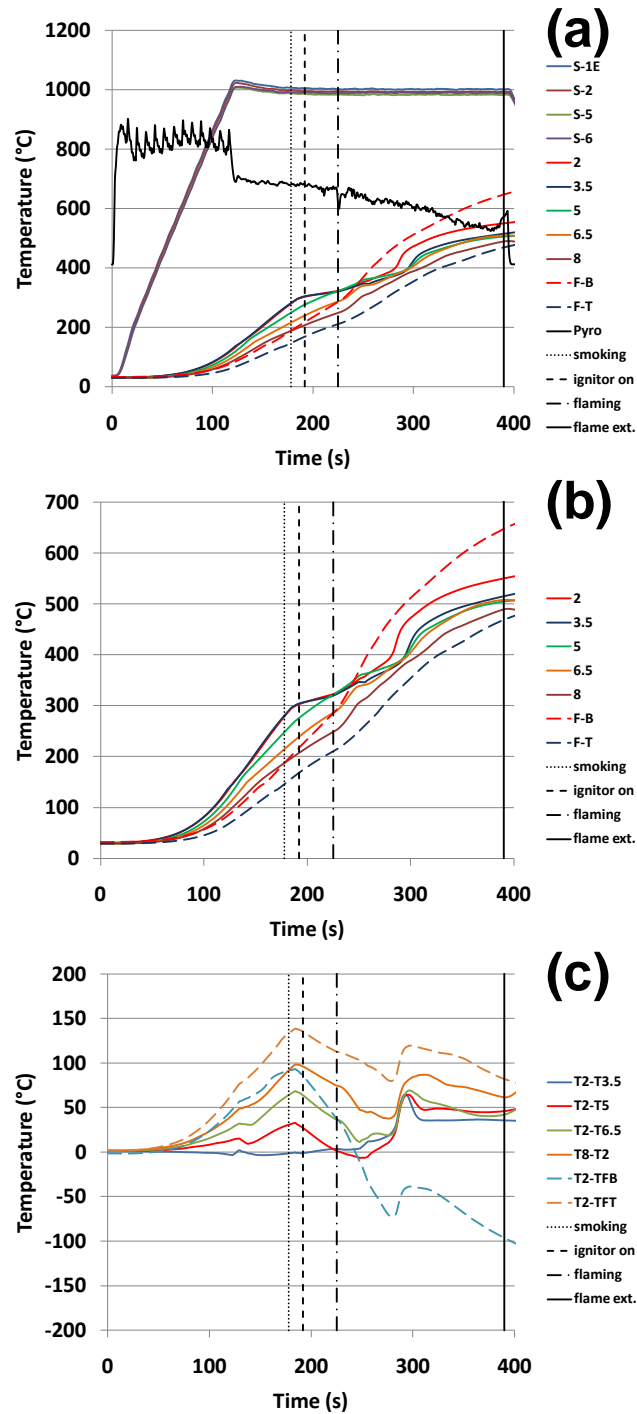 (a)
Temperature (°C)
1200
1000
800
600
400
200
0
0 100 200 300 400
Time (s)
S-1E
S-2
S-5
S-6
2
3.5
5
6.5
8
F-B
F-T
Pyro
smoking
ignitor on
flaming
flame ext.
(b)
Temperature (°C)
700
600
500
400
300
200
100
0
0 100 200 300 400
Time (s)
2
3.5
5
6.5
8
F-B
F-T
smoking
ignitor on
flaming
flame ext.
(c)
Temperature (°C)
200
150
100
50
0
-50
-100
-150
-200
0 100 200 300 400
Time (s)
T2-T3.5
T2-T5
T2-T6.5
T8-T2
T2-TFB
T2-TFT
smoking
ignitor on
flaming
flame ext.